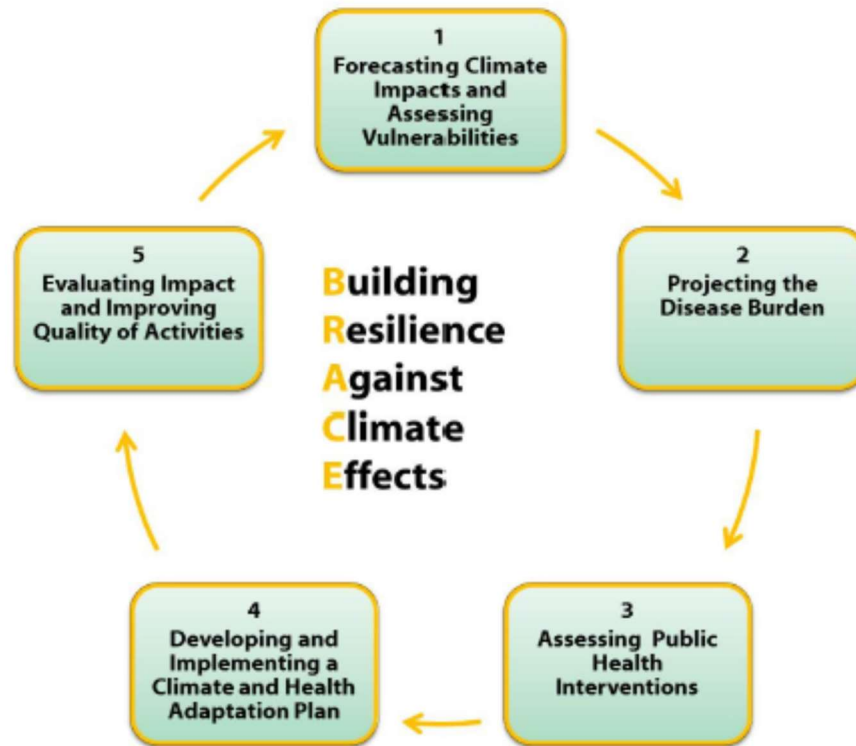 1
Forecasting Climate
Impacts and
Assessing
Vulnerabilities
2
Projecting the
Disease Burden
3
Assessing Public
Health
Interventions
4
Developing and
Implementing a
Climate and Health
Adaptation Plan
5
Evaluating Impact
and Improving
Quality of Activities
Building
Resilience
Against
Climate
Effects